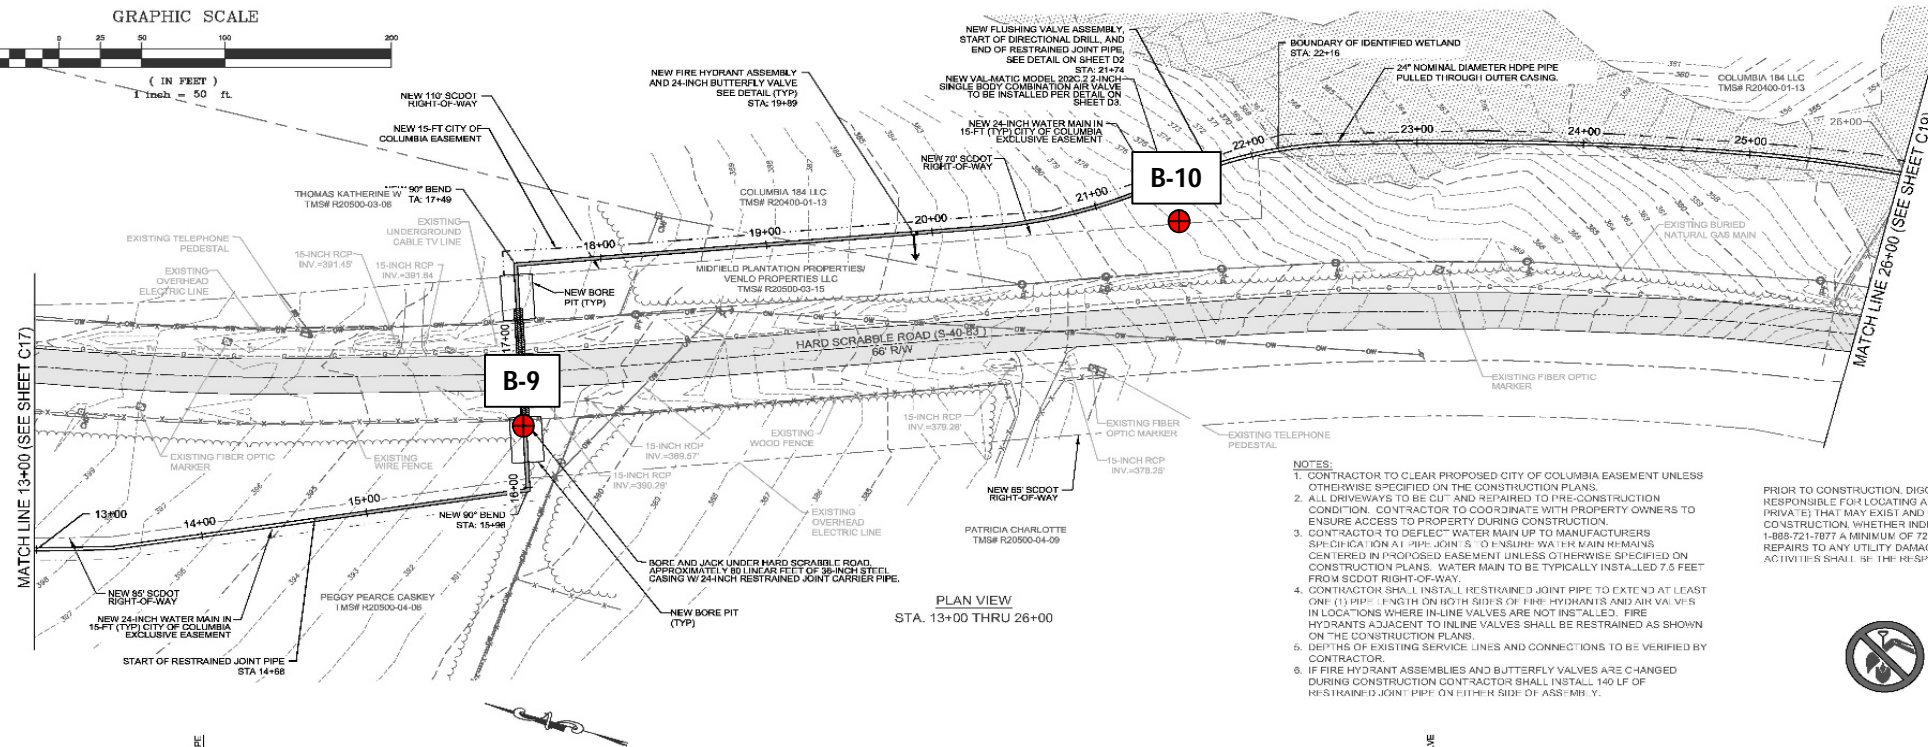 GRAPHIC SCALE
0 25 50 100 200
( IN FEET )
1 inch = 50 ft.
NEW 110' SCDOT
RIGHT-OF-WAY
NEW 15-FT CITY OF
COLUMBIA EASEMENT
90° BEND
TA: 17+49
THOMAS KATHERINE W
TMS# R20500-03-06
EXISTING
UNDERGROUND
CABLE TV LINE
EXISTING TELEPHONE
PEDESTAL
EXISTING
OVERHEAD
ELECTRIC LINE
15-INCH RCP
INV.=391.45'
15-INCH RCP
INV.=391.64
NEW FIRE HYDRANT ASSEMBLY
AND 24-INCH BUTTERFLY VALVE
SEE DETAIL (TYP)
STA: 19+89
COLUMBIA 184 LLC
TMS# R20400-01-13
NEW FLUSHING VALVE ASSEMBLY,
START OF DIRECTIONAL DRILL, AND
END OF RESTRAINED JOINT PIPE,
SEE DETAIL ON SHEET D2
STA: 21+74
NEW VAL-MATIC MODEL 202C.2 2-INCH
SINGLE BODY COMBINATION AIR VALVE
TO BE INSTALLED PER DETAIL ON
SHEET D3.
NEW 24-INCH WATER MAIN IN
15-FT (TYP) CITY OF COLUMBIA
EXCLUSIVE EASEMENT
NEW 70' SCDOT
RIGHT-OF-WAY
BOUNDARY OF IDENTIFIED WETLAND
STA: 22+16
24" NOMINAL DIAMETER HDPE PIPE
PULLED THROUGH OUTER CASING.
COLUMBIA 184 LLC
TMS# R20400-01-13
B-10
18+00
19+00
20+00
21+00
22+00
23+00
24+00
25+00
26+00
MIDFIELD PLANTATION PROPERTIES/
VENLO PROPERTIES LLC
TMS# R20500-03-15
NEW BORE
PIT (TYP)
17+00
EXISTING BURIED
NATURAL GAS MAIN
HARD SCRABBLE ROAD (S-40-83 )
66' R/W
MATCH LINE 13+00 (SEE SHEET C17)
MATCH LINE 26+00 (SEE SHEET C19)
B-9
EXISTING FIBER OPTIC
MARKER
EXISTING FIBER OPTIC
MARKER
EXISTING
WIRE FENCE
15-INCH RCP
INV.=389.57'
15-INCH RCP
INV.=390.28'
EXISTING
WOOD FENCE
15-INCH RCP
INV.=379.28'
EXISTING FIBER
OPTIC MARKER
EXISTING TELEPHONE
PEDESTAL
15-INCH RCP
INV.=378.25'
NEW 65' SCDOT
RIGHT-OF-WAY
EXISTING
OVERHEAD
ELECTRIC LINE
PATRICIA CHARLOTTE
TMS# R20500-04-09
13+00
14+00
15+00
16+00
NEW 90° BEND
STA: 15+96
BORE AND JACK UNDER HARD SCRABBLE ROAD,
APPROXIMATELY 80 LINEAR FEET OF 36-INCH STEEL
CASING W/ 24-INCH RESTRAINED JOINT CARRIER PIPE.
NEW BORE PIT
(TYP)
NEW 85' SCDOT
RIGHT-OF-WAY
NEW 24-INCH WATER MAIN IN
15-FT (TYP) CITY OF COLUMBIA
EXCLUSIVE EASEMENT
START OF RESTRAINED JOINT PIPE
STA 14+68
PEGGY PEARCE CASKEY
TMS# R20500-04-06
PLAN VIEW
STA. 13+00 THRU 26+00
NOTES:
1. CONTRACTOR TO CLEAR PROPOSED CITY OF COLUMBIA EASEMENT UNLESS
OTHERWISE SPECIFIED ON THE CONSTRUCTION PLANS.
2. ALL DRIVEWAYS TO BE CUT AND REPAIRED TO PRE-CONSTRUCTION
CONDITION. CONTRACTOR TO COORDINATE WITH PROPERTY OWNERS TO
ENSURE ACCESS TO PROPERTY DURING CONSTRUCTION.
3. CONTRACTOR TO DEFLECT WATER MAIN UP TO MANUFACTURERS
SPECIFICATION AT PIPE JOINTS TO ENSURE WATER MAIN REMAINS
CENTERED IN PROPOSED EASEMENT UNLESS OTHERWISE SPECIFIED ON
CONSTRUCTION PLANS. WATER MAIN TO BE TYPICALLY INSTALLED 7.5 FEET
FROM SCDOT RIGHT-OF-WAY.
4. CONTRACTOR SHALL INSTALL RESTRAINED JOINT PIPE TO EXTEND AT LEAST
ONE (1) PIPE LENGTH ON BOTH SIDES OF FIRE HYDRANTS AND AIR VALVES
IN LOCATIONS WHERE IN-LINE VALVES ARE NOT INSTALLED. FIRE
HYDRANTS ADJACENT TO INLINE VALVES SHALL BE RESTRAINED AS SHOWN
ON THE CONSTRUCTION PLANS.
5. DEPTHS OF EXISTING SERVICE LINES AND CONNECTIONS TO BE VERIFIED BY
CONTRACTOR.
6. IF FIRE HYDRANT ASSEMBLIES AND BUTTERFLY VALVES ARE CHANGED
DURING CONSTRUCTION CONTRACTOR SHALL INSTALL 140 LF OF
RESTRAINED JOINT PIPE ON EITHER SIDE OF ASSEMBLY.
PRIOR TO CONSTRUCTION, DIGG
RESPONSIBLE FOR LOCATING A
PRIVATE) THAT MAY EXIST AND
CONSTRUCTION, WHETHER INDI
1-888-721-7877 A MINIMUM OF 72
REPAIRS TO ANY UTILITY DAMAG
ACTIVITIES SHALL BE THE RESP